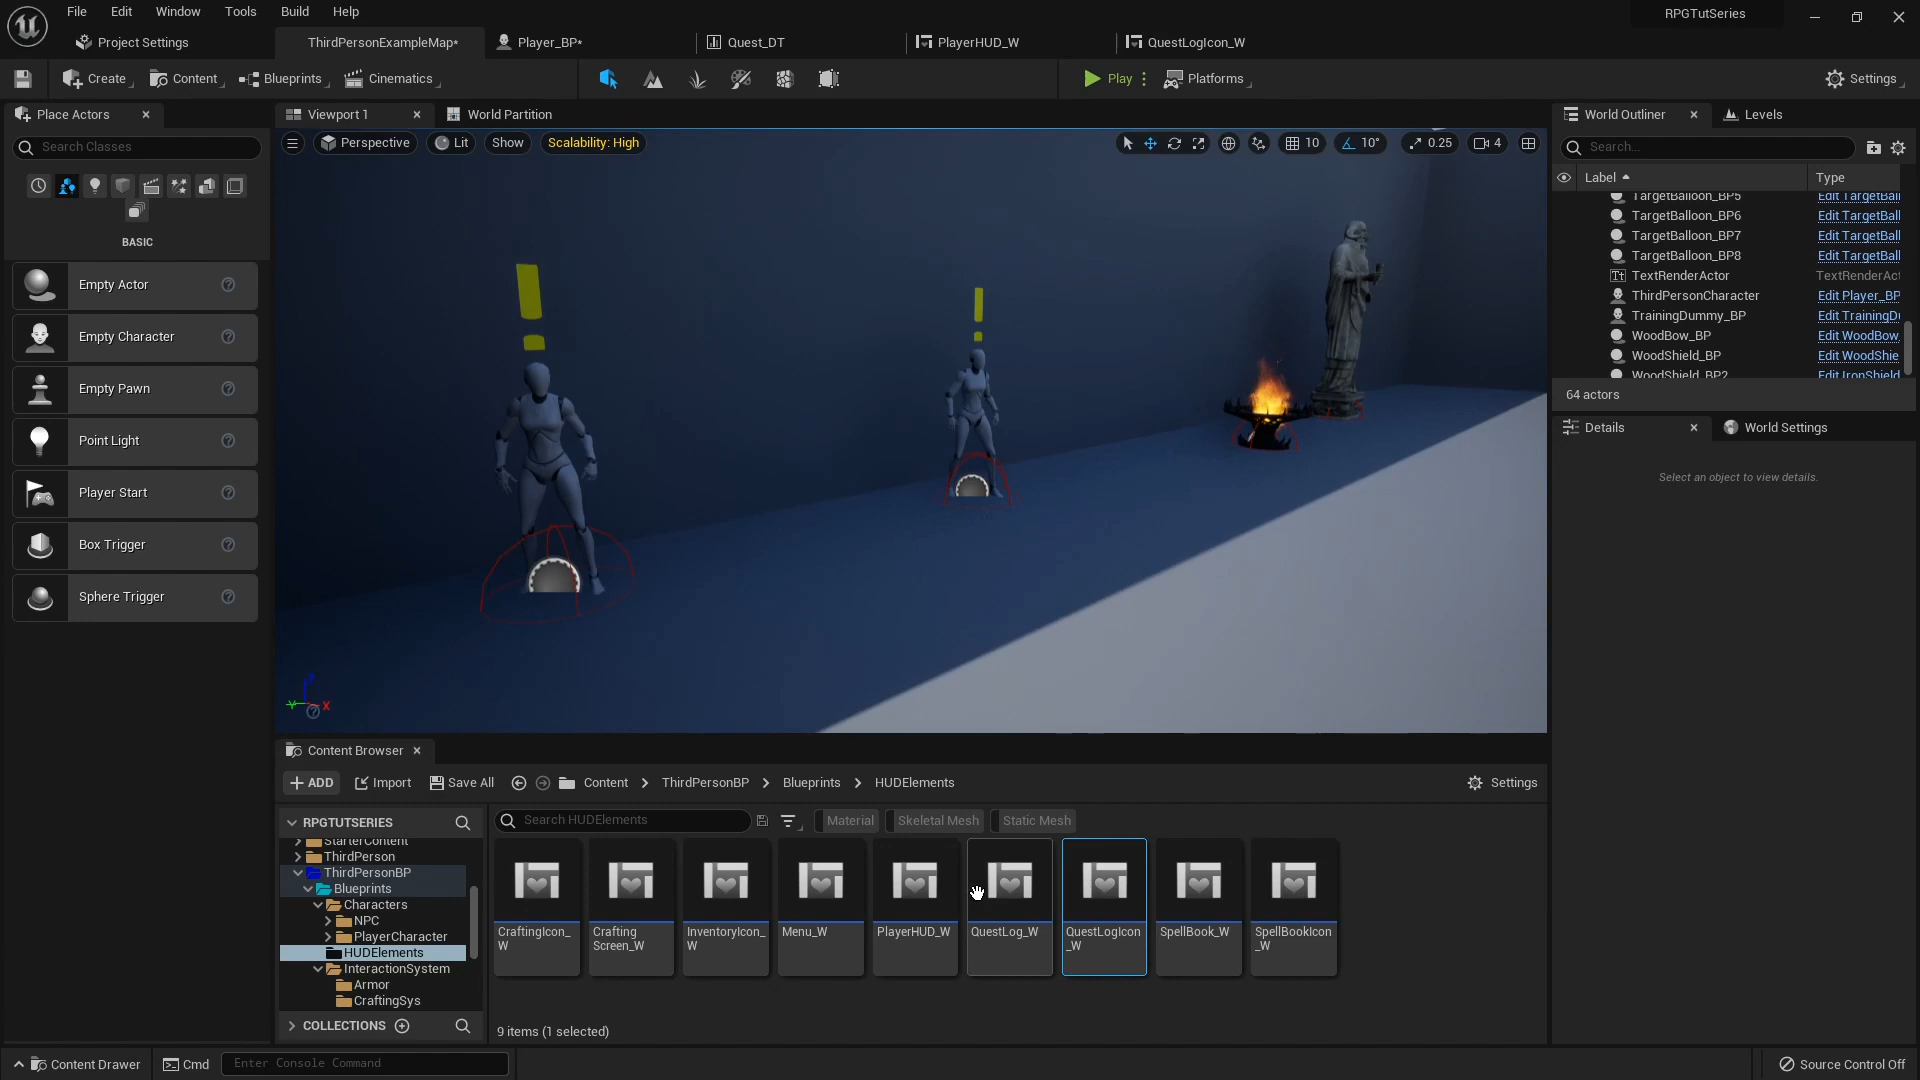 File Edit Window Tools Build Help
RPGTutSeries
Project Settings
ThirdPersonExampleMap*
Player_BP*
Quest_DT
PlayerHUD_W
QuestLogIcon_W
Create
Content
Blueprints
Cinematics
Play
Platforms
Settings
Place Actors
Search Classes
BASIC
Empty Actor
Empty Character
Empty Pawn
Point Light
Player Start
Box Trigger
Sphere Trigger
Viewport 1
World Partition
Perspective
Lit
Show
Scalability: High
10
10°
0.25
4
World Outliner
Levels
Search...
Label
Type
TargetBalloon_BP5 Edit TargetBall
TargetBalloon_BP6 Edit TargetBall
TargetBalloon_BP7 Edit TargetBall
TargetBalloon_BP8 Edit TargetBall
TextRenderActor TextRenderAct
ThirdPersonCharacter Edit Player_BP
TrainingDummy_BP Edit TrainingDu
WoodBow_BP Edit WoodBow_
WoodShield_BP Edit WoodShie
WoodShield_BP2 Edit IronShield
64 actors
Details
World Settings
Select an object to view details.
X
Content Browser
ADD
Import
Save All
Content
ThirdPersonBP
Blueprints
HUDElements
Settings
RPGTUTSERIES
StarterContent
ThirdPerson
ThirdPersonBP
Blueprints
Characters
NPC
PlayerCharacter
HUDElements
InteractionSystem
Armor
CraftingSys
COLLECTIONS
Search HUDElements
Material
Skeletal Mesh
Static Mesh
CraftingIcon_
W
Crafting
Screen_W
InventoryIcon_
W
Menu_W
PlayerHUD_W
QuestLog_W
QuestLogIcon
_W
SpellBook_W
SpellBookIcon
_W
9 items (1 selected)
Content Drawer
Cmd
Enter Console Command
Source Control Off